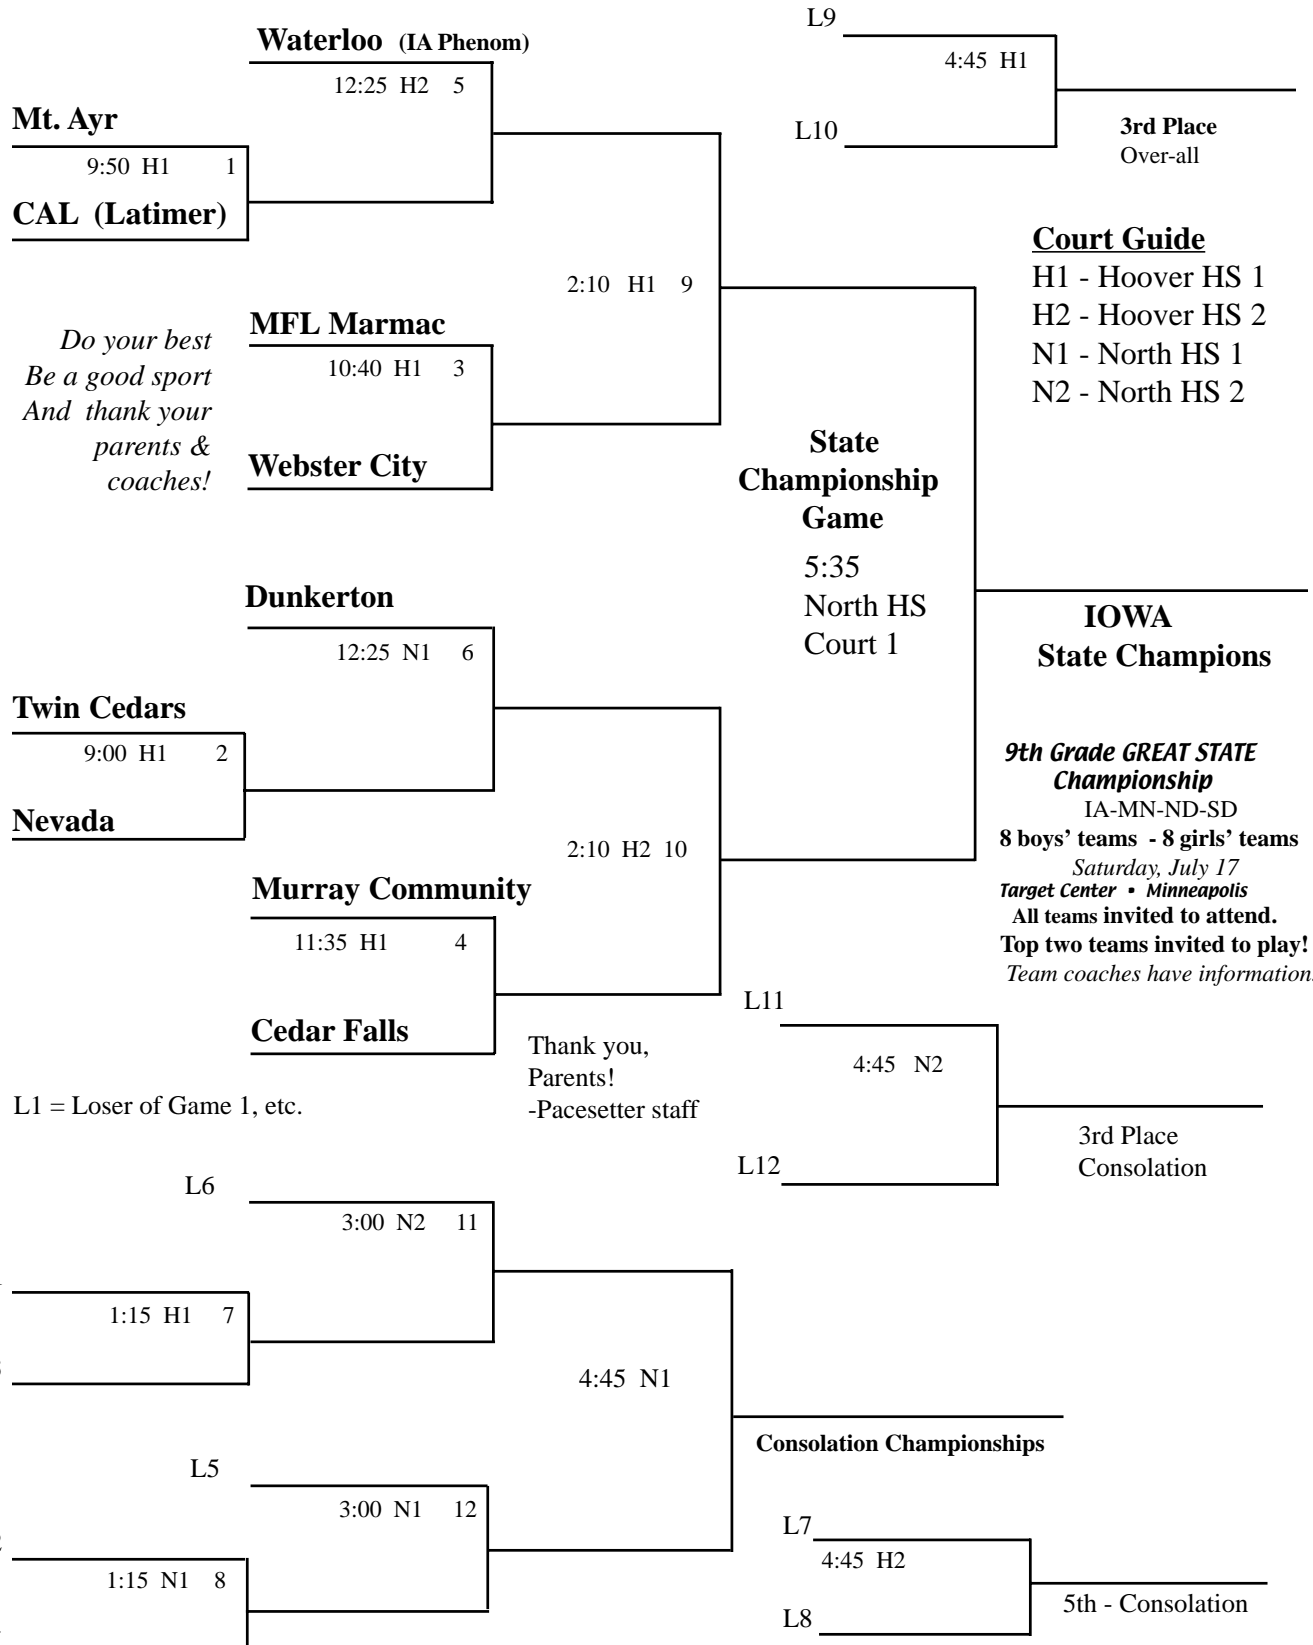 Waterloo (IA Phenom)
12:25 H2 5
Mt. Ayr
9:50 H1 1
CAL (Latimer)
2:10 H1 9
MFL Marmac
10:40 H1 3
Webster City
Do your best
Be a good sport
And thank your
parents &
coaches!
L9
4:45 H1
L10
3rd Place
Over-all
Court Guide
H1 - Hoover HS 1
H2 - Hoover HS 2
N1 - North HS 1
N2 - North HS 2
State
Championship
Game
5:35
North HS
Court 1
IOWA
State Champions
Dunkerton
12:25 N1 6
Twin Cedars
9:00 H1 2
Nevada
2:10 H2 10
Murray Community
11:35 H1 4
Cedar Falls
9th Grade GREAT STATE
Championship
IA-MN-ND-SD
8 boys’ teams - 8 girls’ teams
Saturday, July 17
Target Center • Minneapolis
All teams invited to attend.
Top two teams invited to play!
Team coaches have information.
Thank you,
Parents!
-Pacesetter staff
L1 = Loser of Game 1, etc.
L11
4:45 N2
L12
3rd Place
Consolation
L6
3:00 N2 11
1:15 H1 7
4:45 N1
Consolation Championships
L5
3:00 N1 12
1:15 N1 8
L7
4:45 H2
L8
5th - Consolation